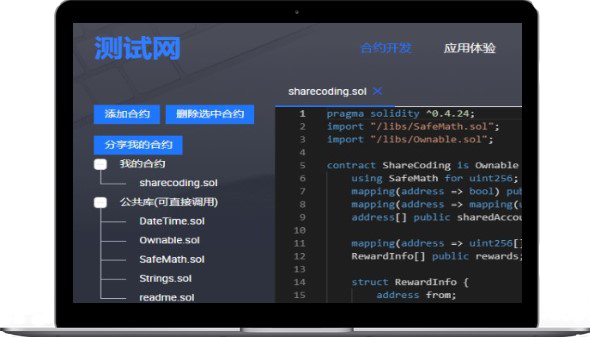 测试网
合约开发
应用体验
添加合约
删除选中合约
分享我的合约
我的合约
sharecoding.sol
公共库(可直接调用)
DateTime.sol
Ownable.sol
SafeMath.sol
Strings.sol
readme.sol
sharecoding.sol ×
1 pragma solidity ^0.4.24;
2 import "/libs/SafeMath.sol";
3 import "/libs/Ownable.sol";
4
5 contract ShareCoding is Ownable
6 using SafeMath for uint256;
7 mapping(address => bool) pub
8 mapping(address => mapping(u
9 address[] public sharedAccou
10
11 mapping(address => uint256[]
12 RewardInfo[] public rewards;
13
14 struct RewardInfo {
15 address from;